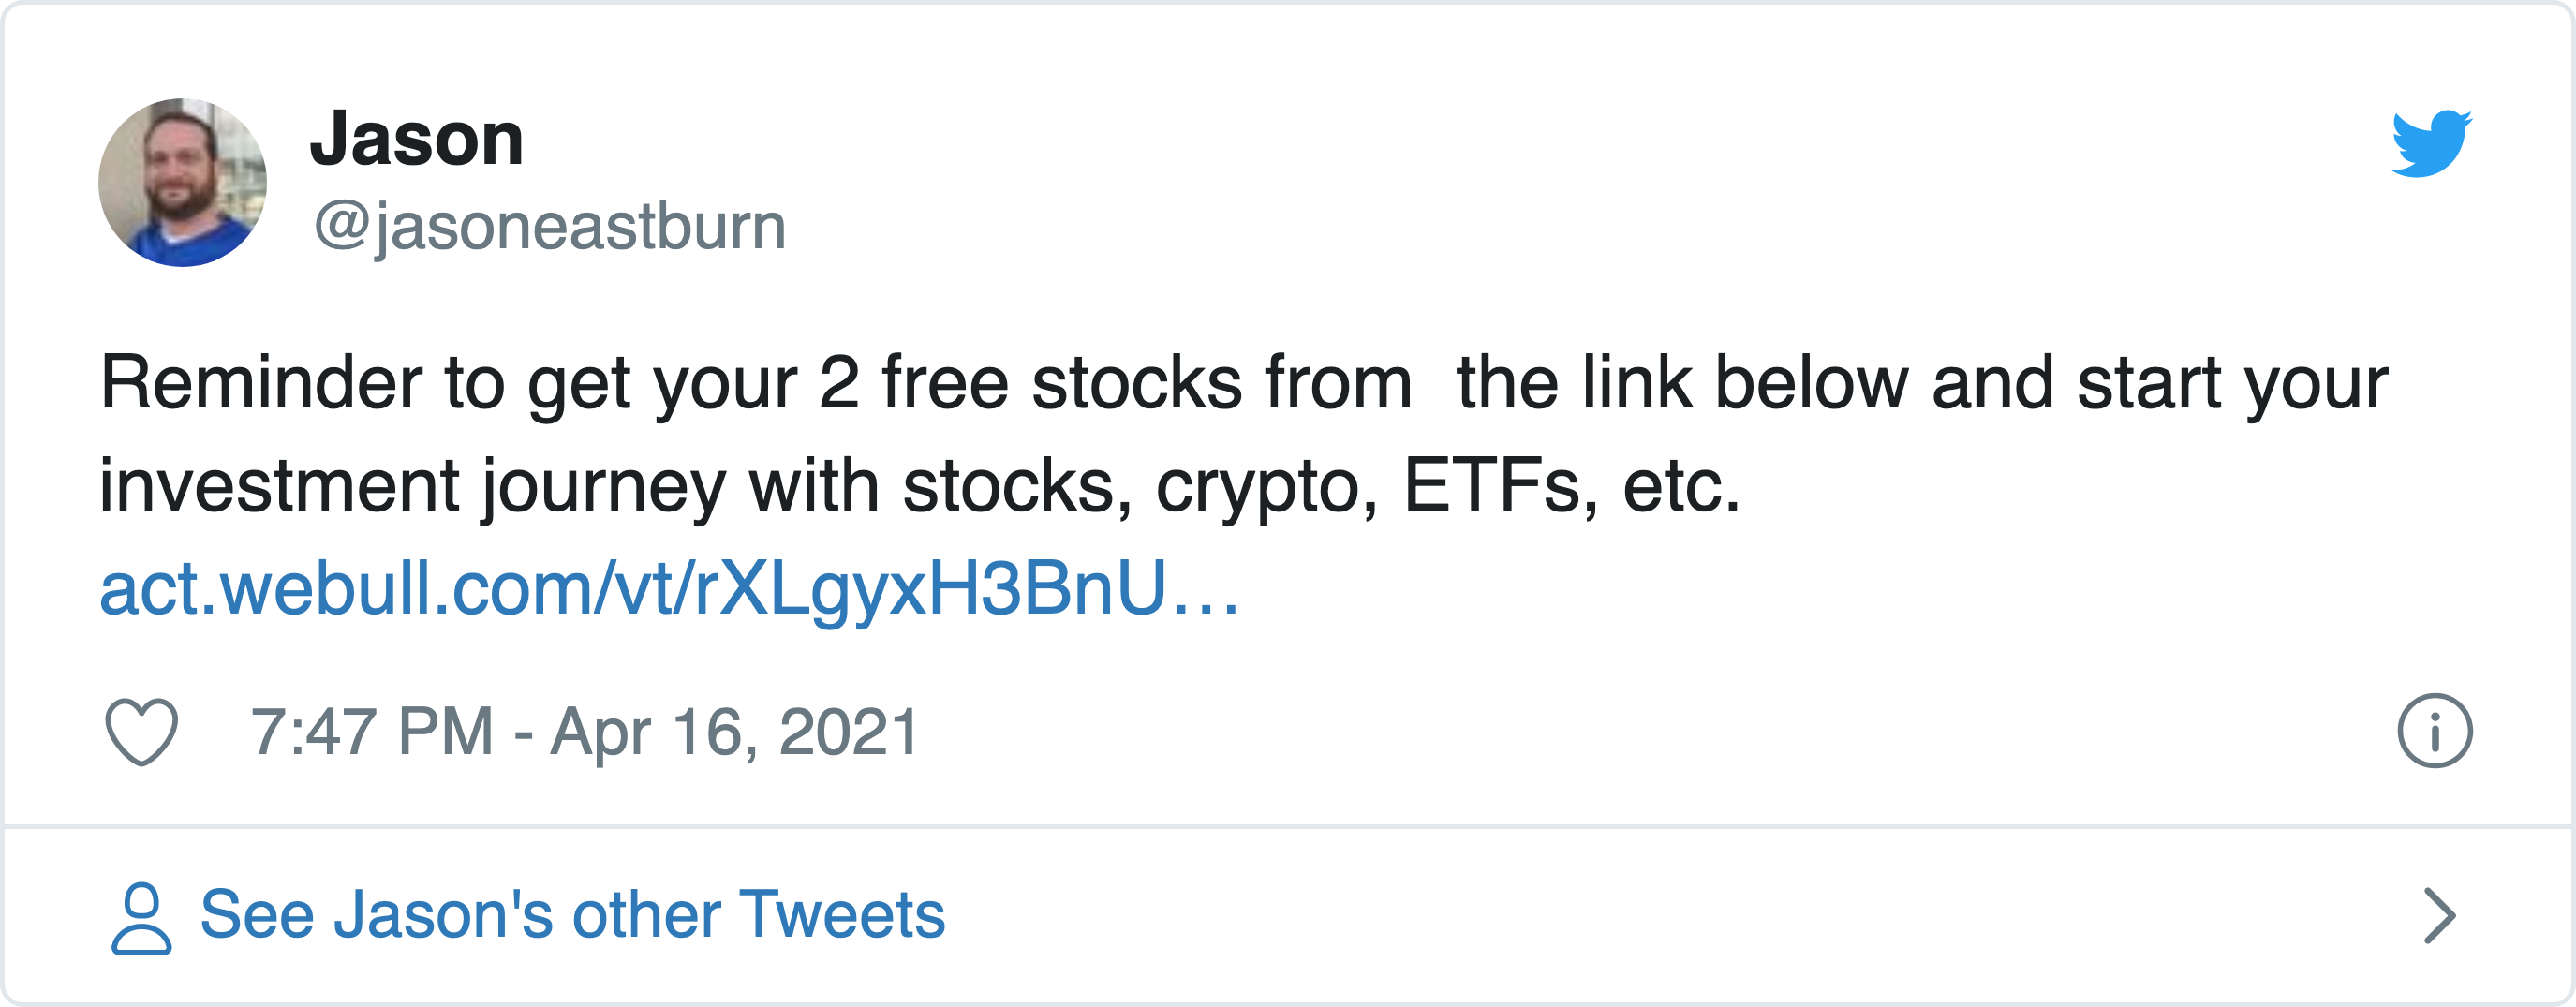 Jason
@jasoneastburn
Reminder to get your 2 free stocks from  the link below and start your
investment journey with stocks, crypto, ETFs, etc.
act.webull.com/vt/rXLgyxH3BnU…
7:47 PM - Apr 16, 2021
See Jason's other Tweets